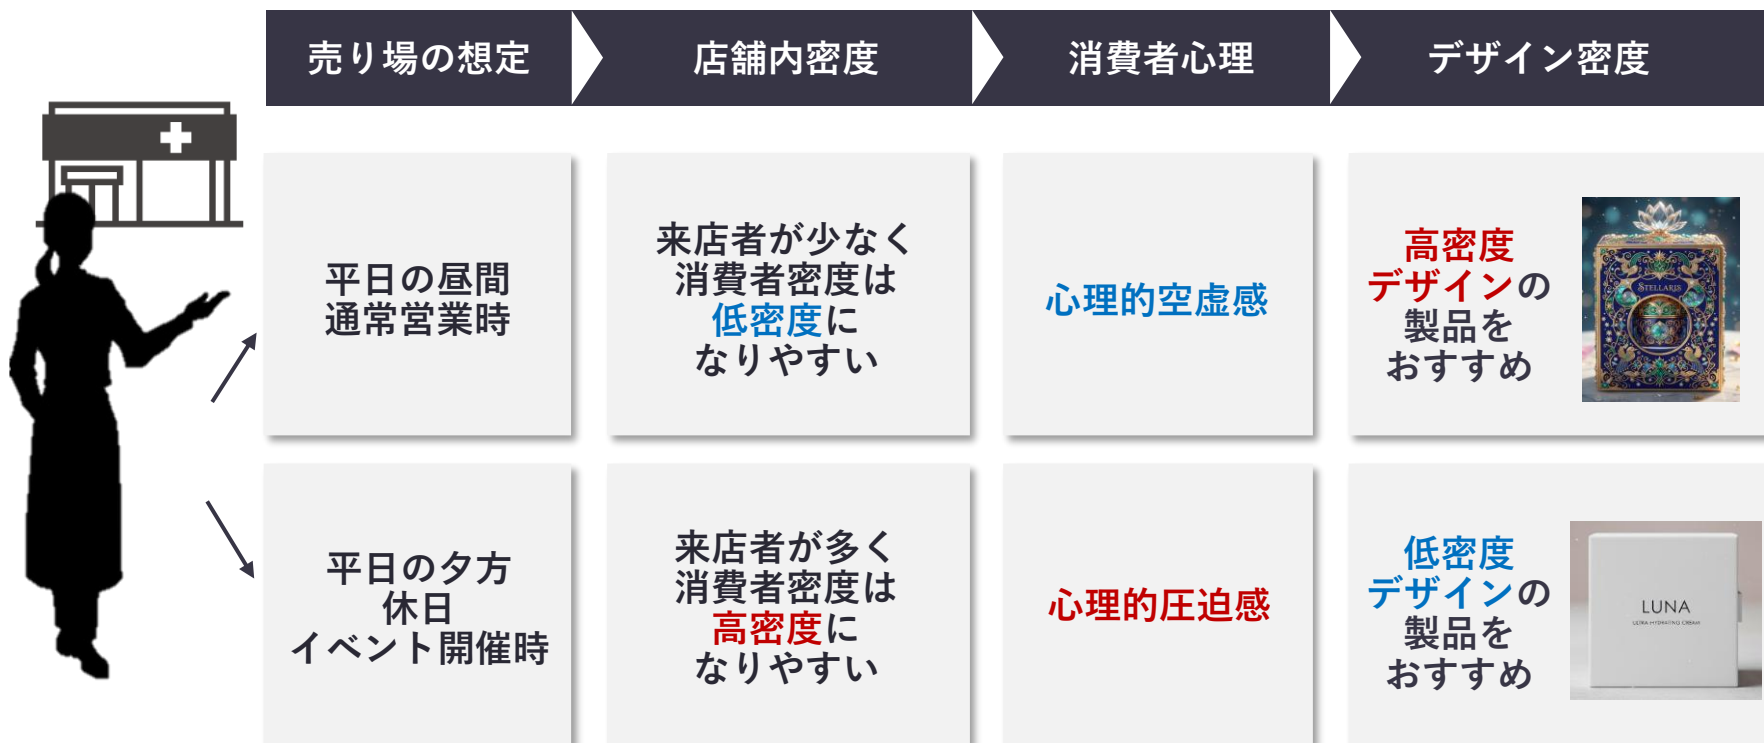 売り場の想定
店舗内密度
消費者心理
デザイン密度
平日の昼間
通常営業時
来店者が少なく
消費者密度は
低密度に
なりやすい
心理的空虚感
高密度
デザインの
製品を
おすすめ
STELLARIS
平日の夕方
休日
イベント開催時
来店者が多く
消費者密度は
高密度に
なりやすい
心理的圧迫感
低密度
デザインの
製品を
おすすめ
LUNA
ULTRA HYDRATING CREAM